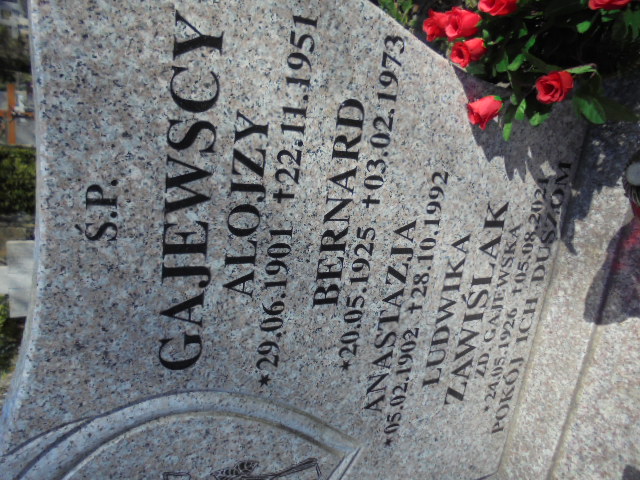 Ś.P.
GAJEWSCY
ALOJZY
*29.06.1901 +22.11.1951
BERNARD
*20.05.1925 +03.02.1973
ANASTAZJA
*05.02.1902 +28.10.1992
LUDWIKA
ZAWIŚLAK
ZD. GAJEWSKA
*24.05.1926 +05.08.2021
POKÓJ ICH DUSZOM